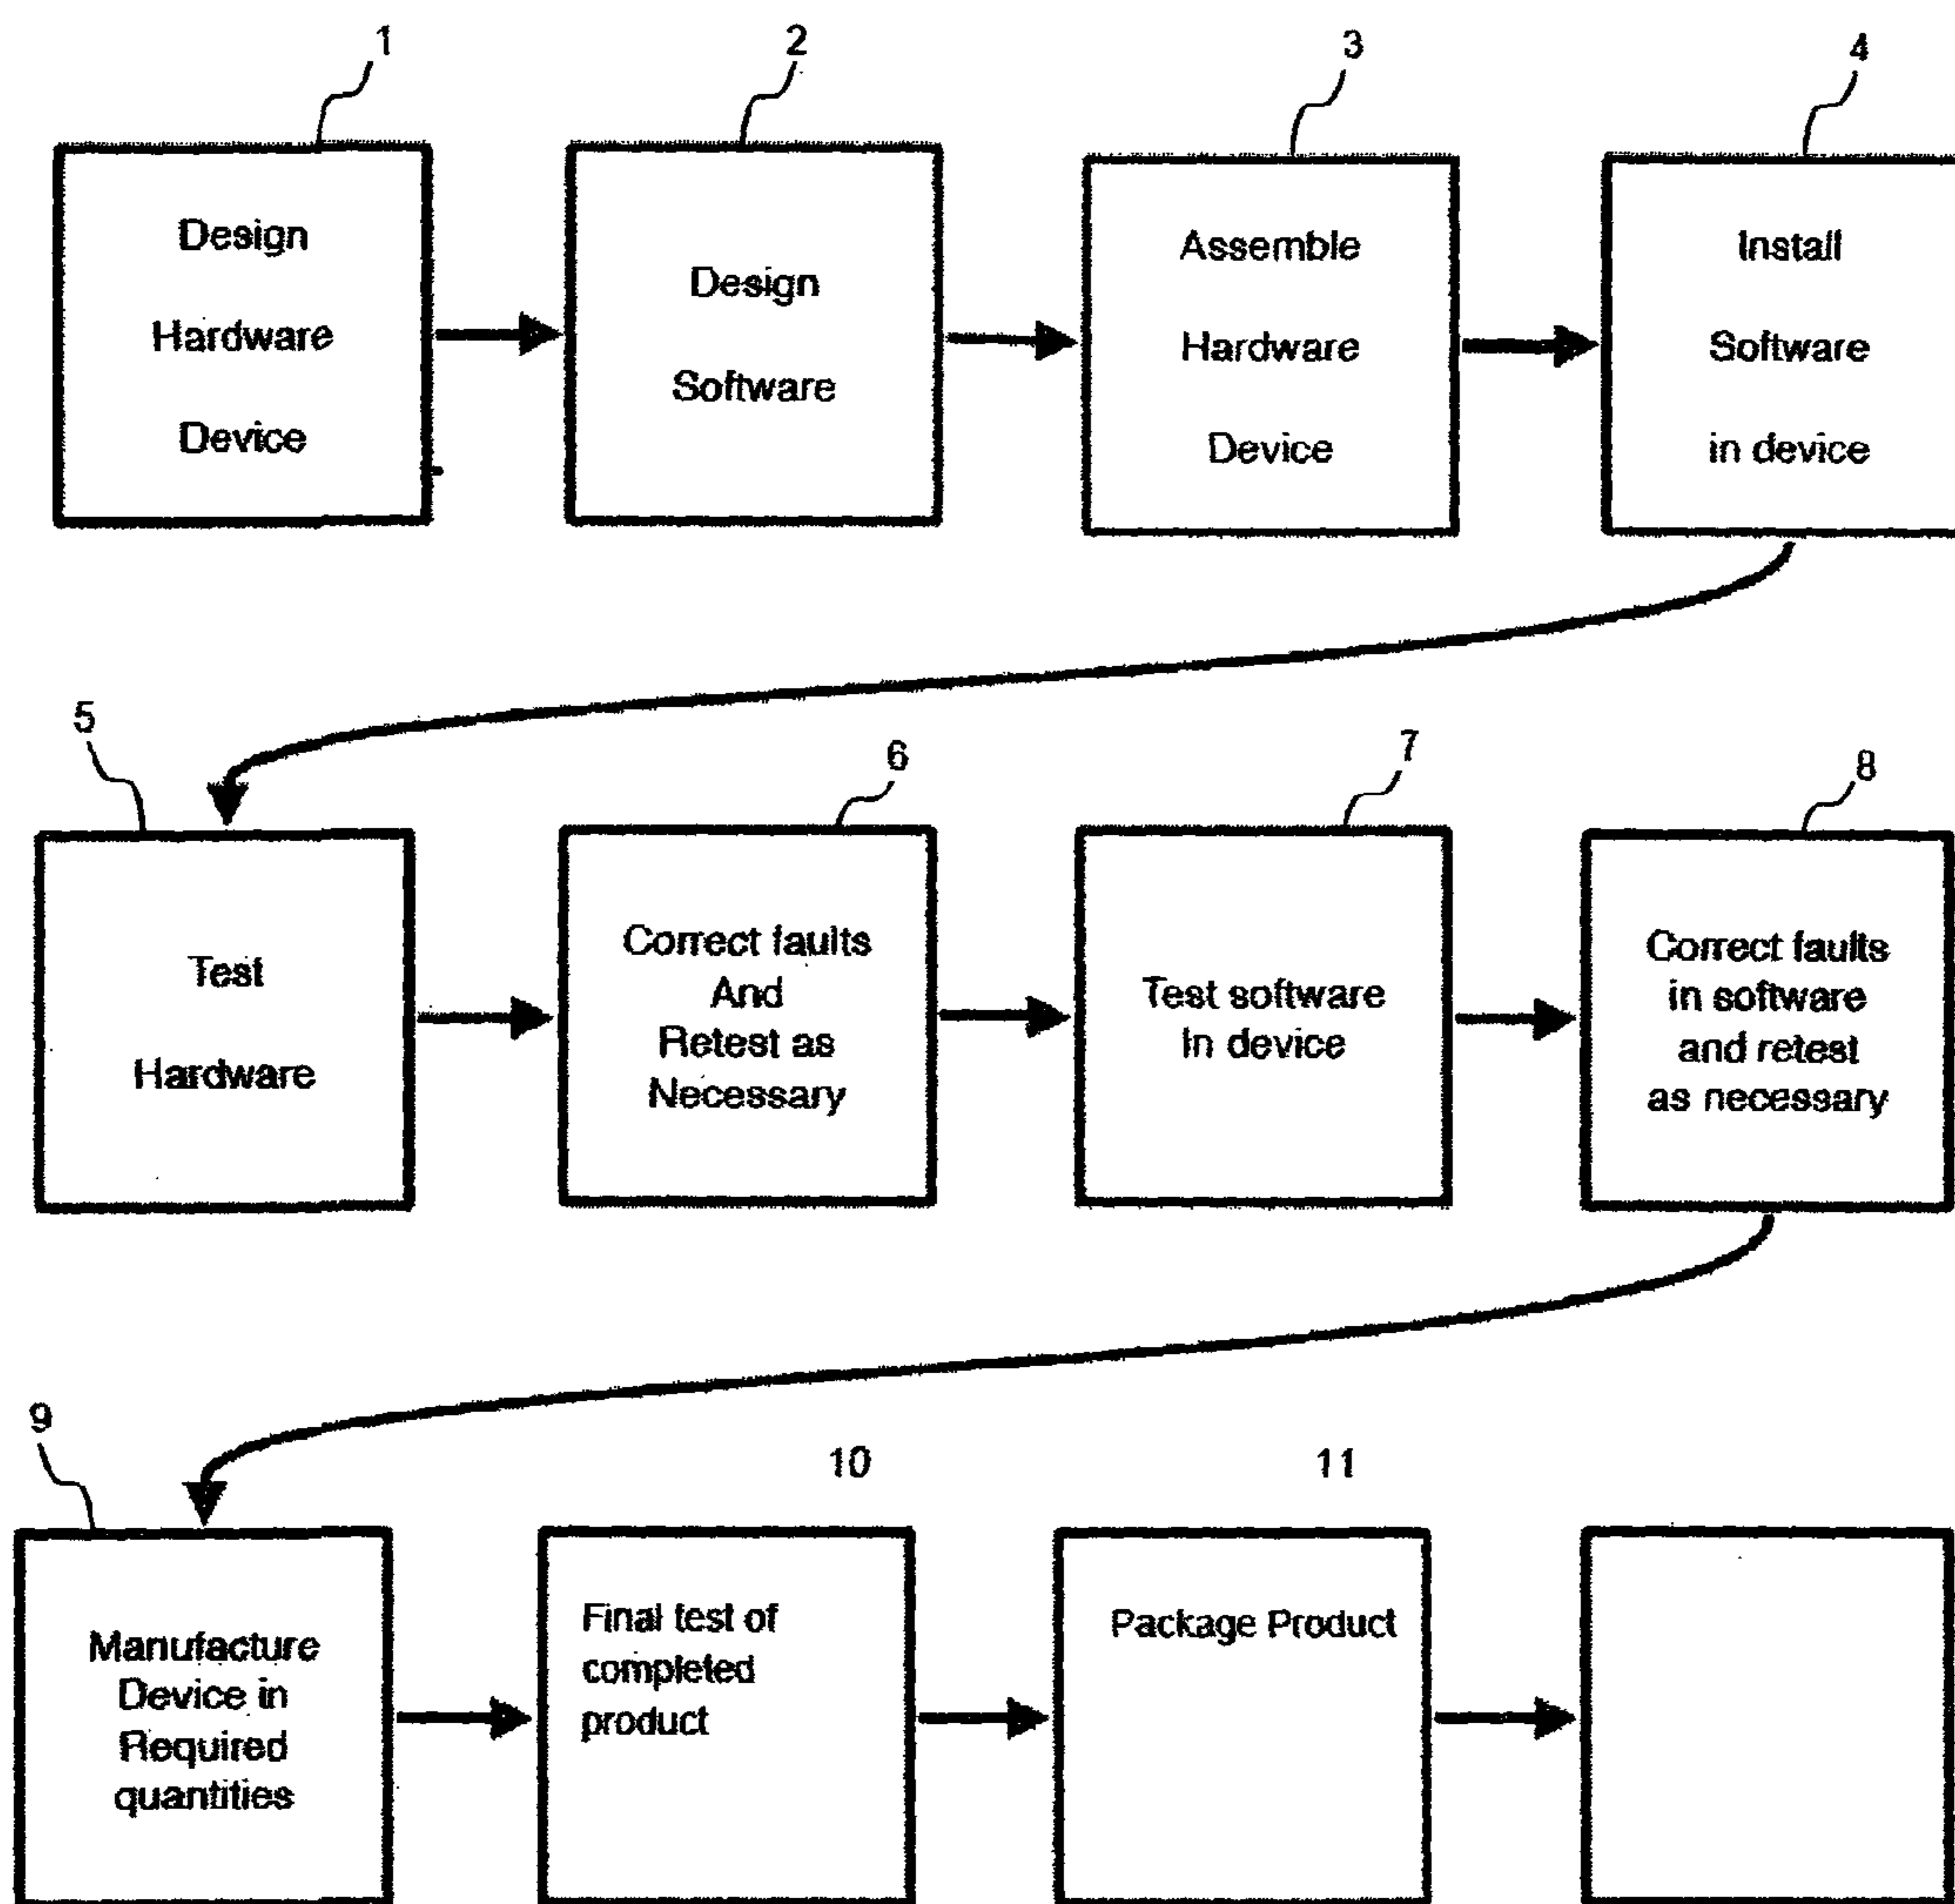 1
2
3
4
Design
Hardware
Device
Design
Software
Assemble
Hardware
Device
Install
Software
in device
5
6
7
8
Test
Hardware
Correct faults
And
Retest as
Necessary
Test software
In device
Correct faults
in software
and retest
as necessary
9
10
11
Manufacture
Device in
Required
quantities
Final test of
completed
product
Package Product